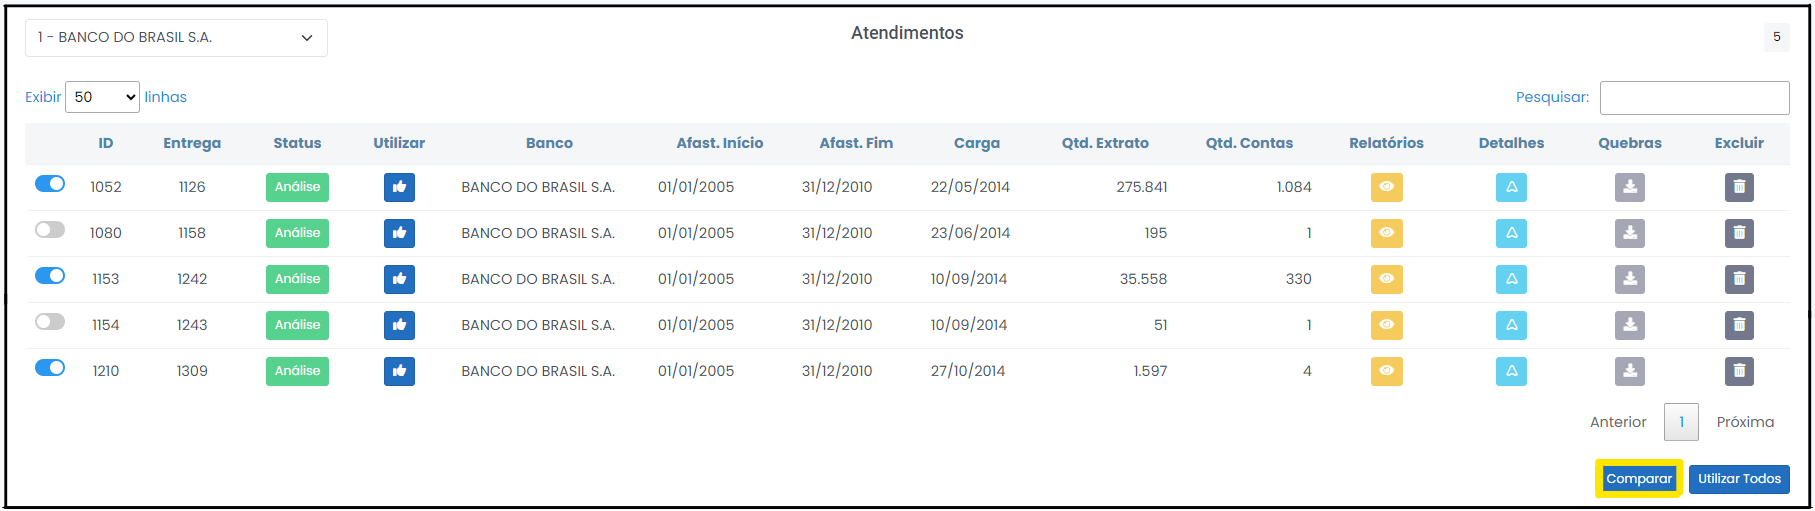 1 - BANCO DO BRASIL S.A. Atendimentos 5
Exibir 50 linhas Pesquisar:
ID Entrega Status Utilizar Banco Afast. Início Afast. Fim Carga Qtd. Extrato Qtd. Contas Relatórios Detalhes Quebras Excluir
1052 1126 Análise BANCO DO BRASIL S.A. 01/01/2005 31/12/2010 22/05/2014 275.841 1.084
1080 1158 Análise BANCO DO BRASIL S.A. 01/01/2005 31/12/2010 23/06/2014 195 1
1153 1242 Análise BANCO DO BRASIL S.A. 01/01/2005 31/12/2010 10/09/2014 35.558 330
1154 1243 Análise BANCO DO BRASIL S.A. 01/01/2005 31/12/2010 10/09/2014 51 1
1210 1309 Análise BANCO DO BRASIL S.A. 01/01/2005 31/12/2010 27/10/2014 1.597 4
Anterior 1 Próxima
Comparar Utilizar Todos